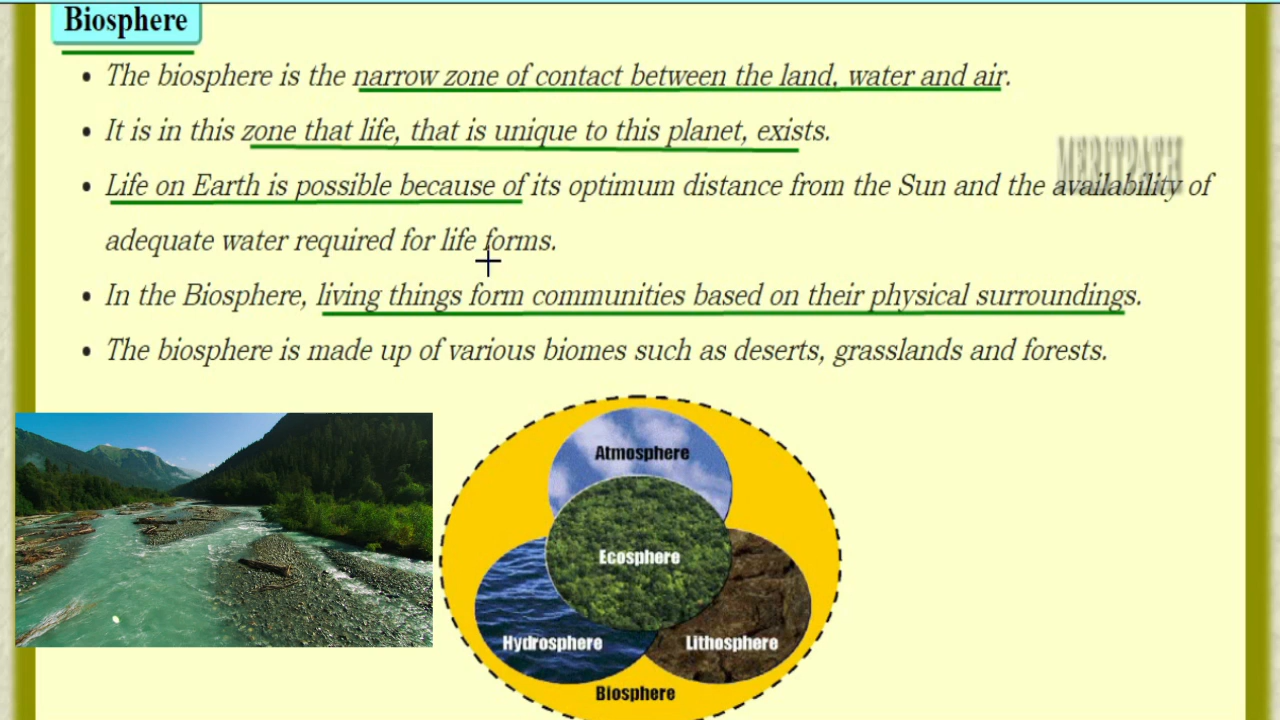 Biosphere
• The biosphere is the narrow zone of contact between the land, water and air.
• It is in this zone that life, that is unique to this planet, exists.
MERITPATH
• Life on Earth is possible because of its optimum distance from the Sun and the availability of
adequate water required for life forms.
• In the Biosphere, living things form communities based on their physical surroundings.
• The biosphere is made up of various biomes such as deserts, grasslands and forests.
Atmosphere
Ecosphere
Hydrosphere
Lithosphere
Biosphere